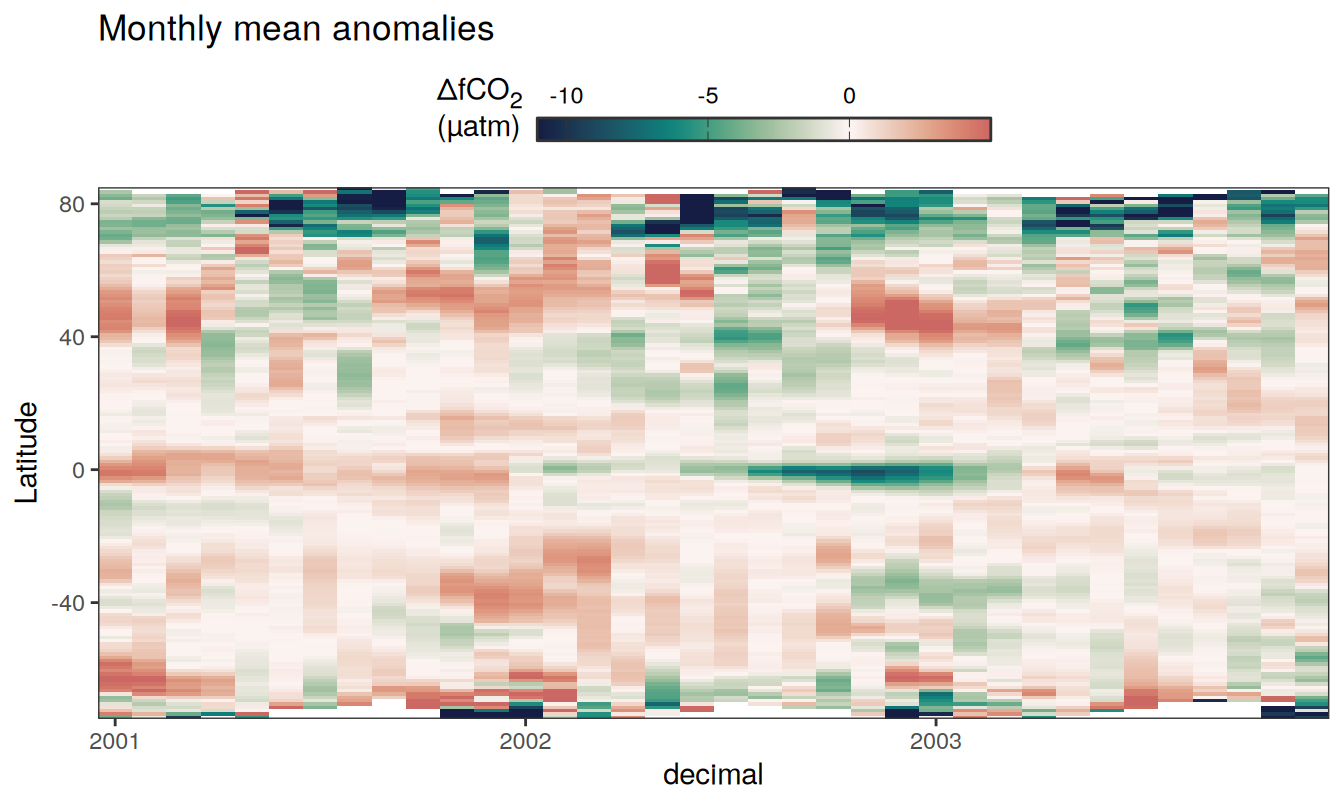 Monthly mean anomalies
ΔfCO₂
(µatm)
-10 -5 0
Latitude
80
40
0
-40
2001 2002 2003
decimal